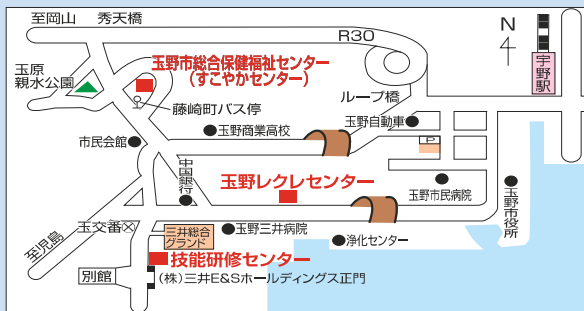 至岡山
秀天橋
R30
N
宇野駅
玉原
親水公園
玉野市総合保健福祉センター
(すこやかセンター)
ループ橋
藤崎町バス停
玉野商業高校
玉野自動車
P
市民会館
中国銀行
玉野レクレセンター
玉野市民病院
玉野市役所
玉交番
三井総合
グランド
玉野三井病院
浄化センター
至児島
技能研修センター
別館
(株)三井E&Sホールディングス正門